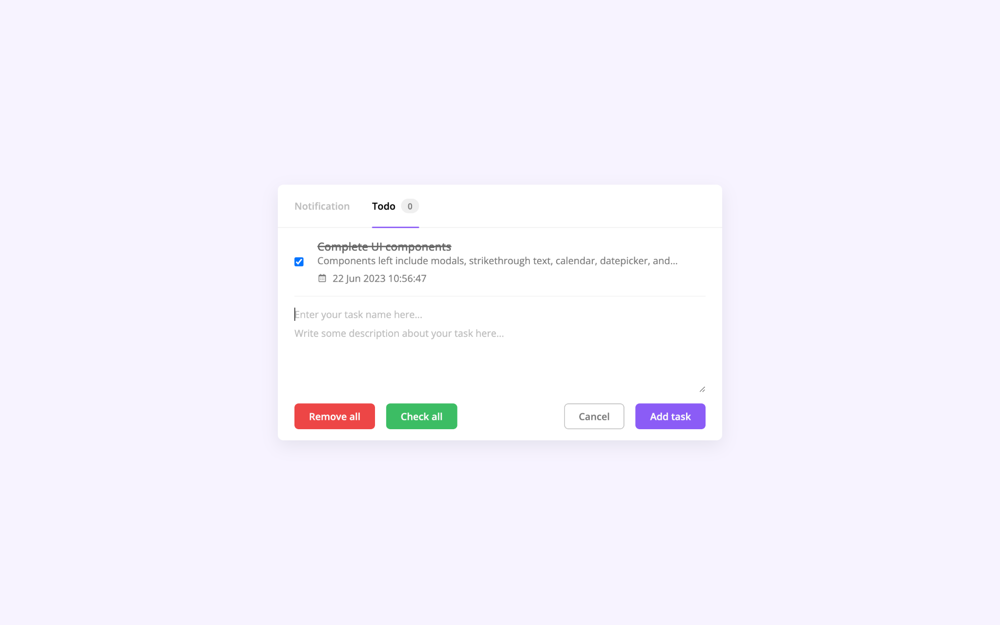 Notification Todo 0
Complete UI components
Components left include modals, strikethrough text, calendar, datepicker, and...
22 Jun 2023 10:56:47
Enter your task name here...
Write some description about your task here...
Remove all Check all Cancel Add task